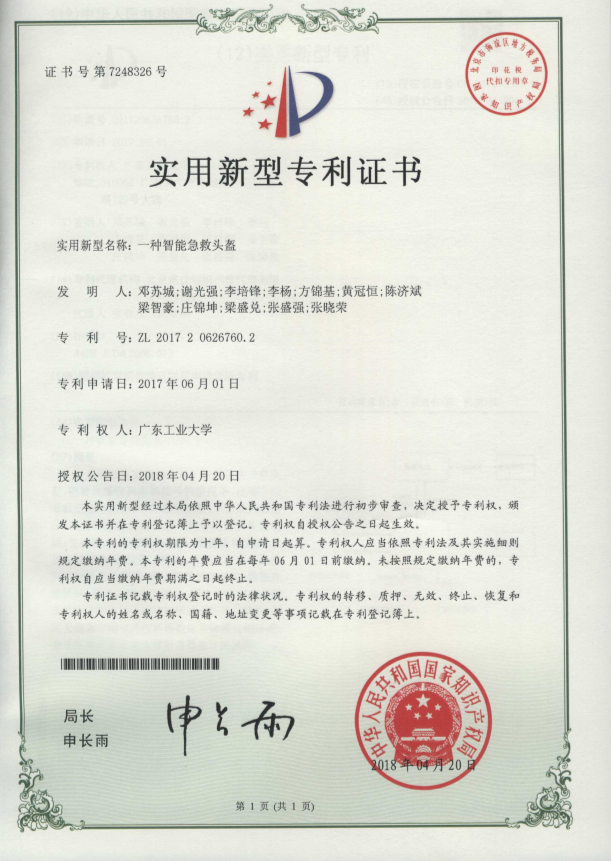 证书号第7248326号
北京市海淀区地方税务局
印花税
代扣专用章
国家知识产权局
实用新型专利证书
实用新型名称：一种智能急救头盔
发明人：邓苏城;谢光强;李培锋;李杨;方锦基;黄冠恒;陈济斌
梁智豪;庄锦坤;梁盛兑;张盛强;张晓荣
专利号：ZL 2017 2 0626760.2
专利申请日：2017年06月01日
专利权人：广东工业大学
授权公告日：2018年04月20日
本实用新型经过本局依照中华人民共和国专利法进行初步审查，决定授予专利权，颁
发本证书并在专利登记簿上予以登记。专利权自授权公告之日起生效。
本专利的专利权期限为十年，自申请日起算。专利权人应当依照专利法及其实施细则
规定缴纳年费。本专利的年费应当在每年06月01日前缴纳。未按照规定缴纳年费的，专
利权自应当缴纳年费期满之日起终止。
专利证书记载专利权登记时的法律状况。专利权的转移、质押、无效、终止、恢复和
专利权人的姓名或名称、国籍、地址变更等事项记载在专利登记簿上。
局长
申长雨
申长雨
中华人民共和国国家知识产权局
2018年04月20日
第1页(共1页)